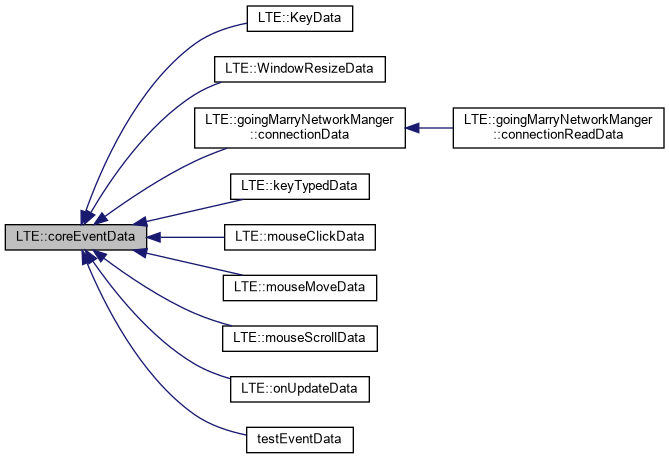 LTE::KeyData
LTE::WindowResizeData
LTE::goingMarryNetworkManger
::connectionData
LTE::goingMarryNetworkManger
::connectionReadData
LTE::keyTypedData
LTE::coreEventData
LTE::mouseClickData
LTE::mouseMoveData
LTE::mouseScrollData
LTE::onUpdateData
testEventData